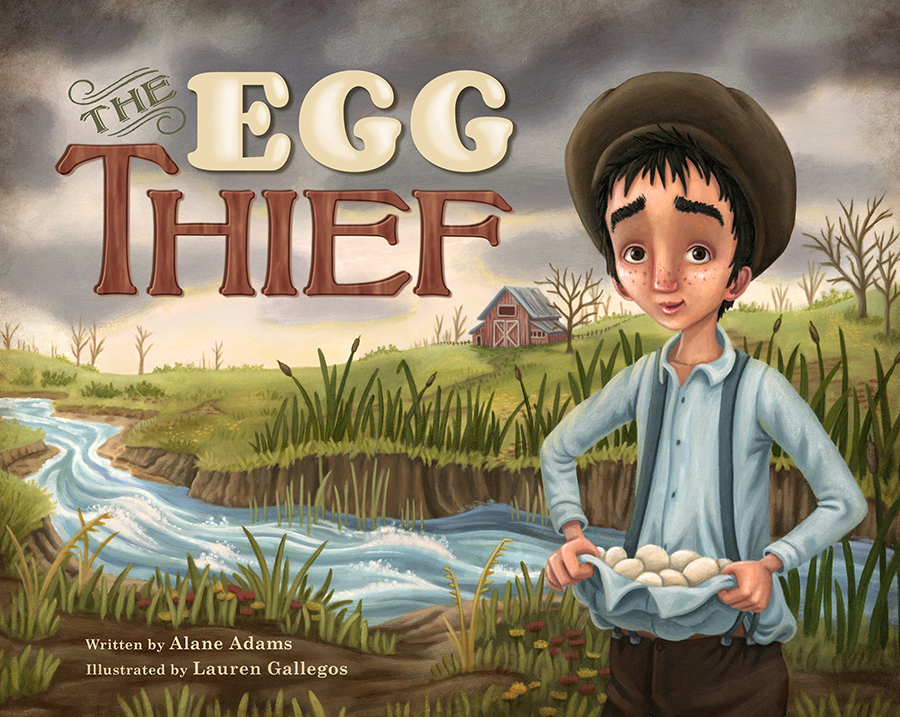 THE EGG
THIEF
Written by Alane Adams
Illustrated by Lauren Gallegos